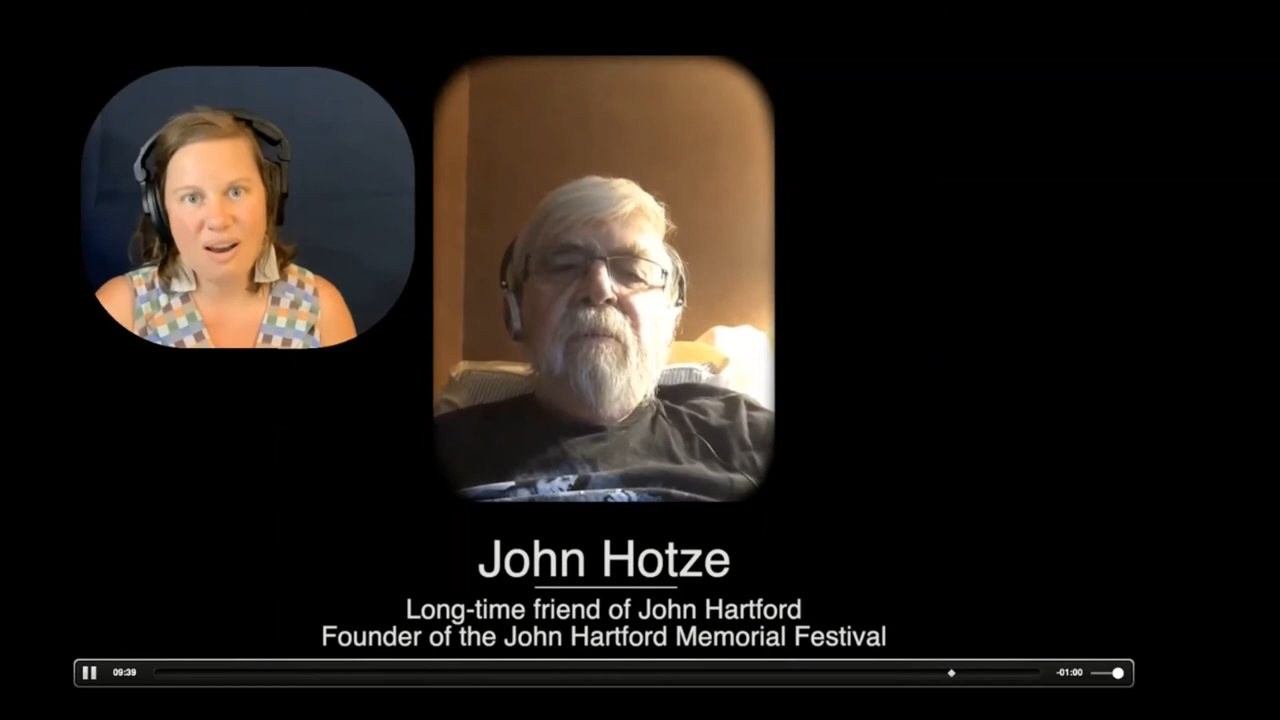 John Hotze
Long-time friend of John Hartford
Founder of the John Hartford Memorial Festival
09:39
-01:00